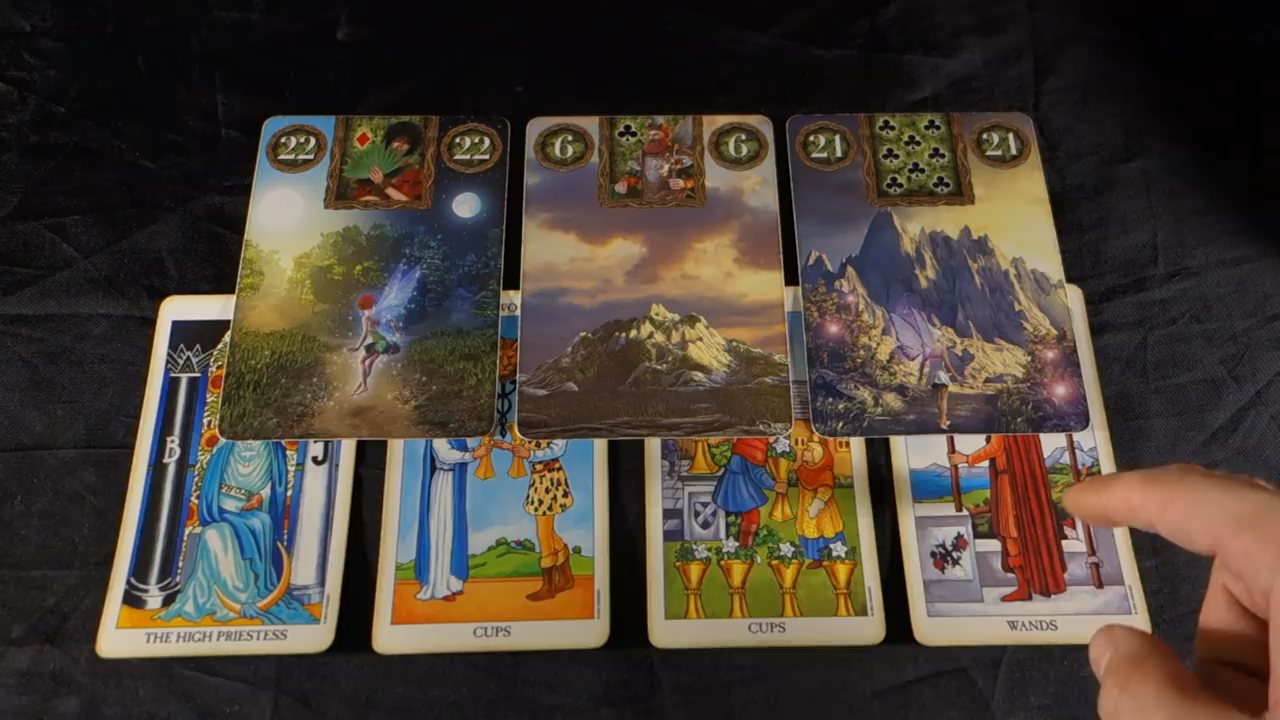 22 22
6 6
21 21
B J
THE HIGH PRIESTESS
CUPS
CUPS
WANDS